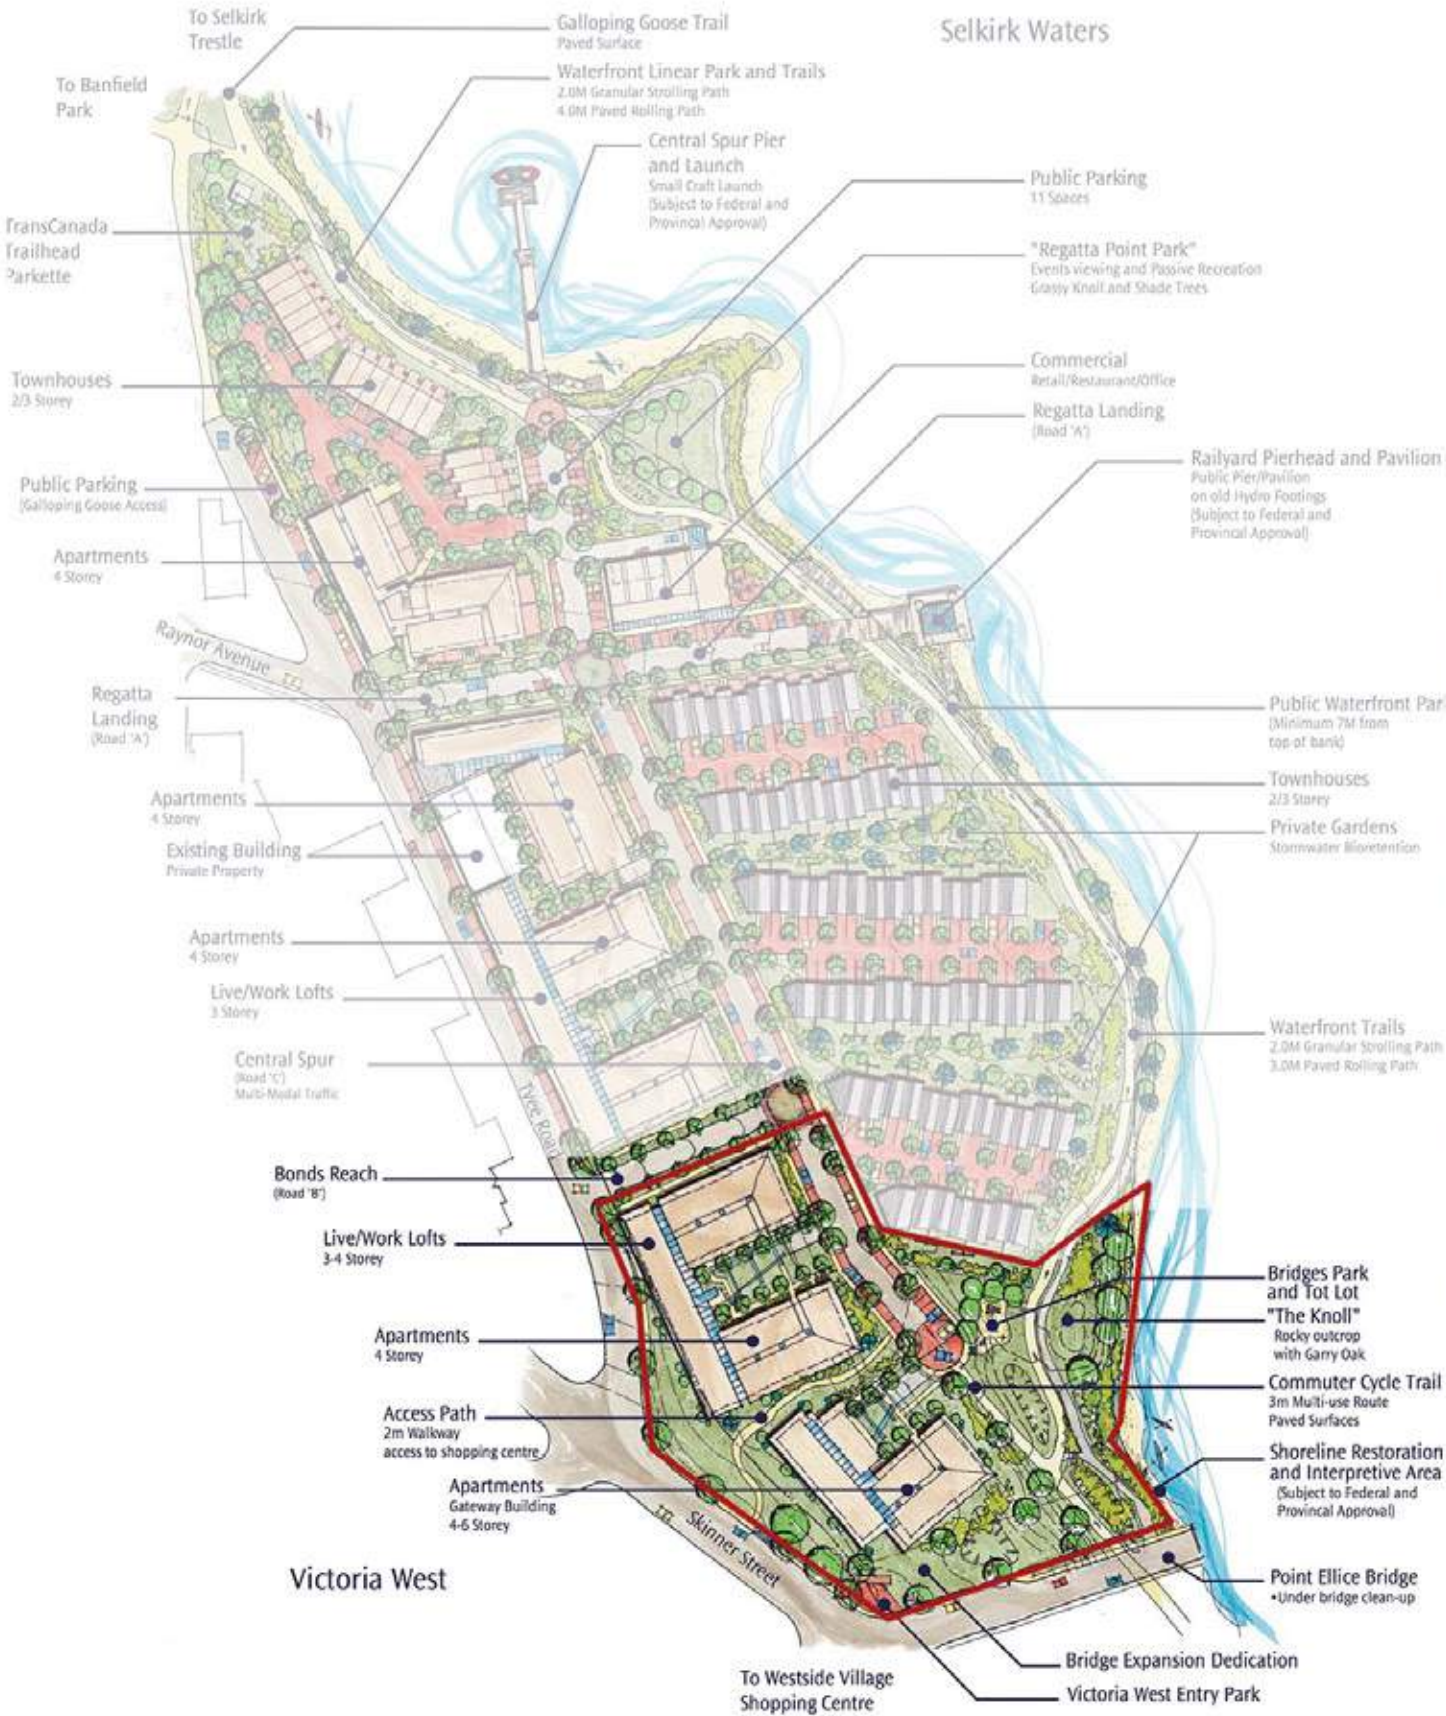 To Selkirk
Trestle
Galloping Goose Trail
Paved Surface
Selkirk Waters
To Banfield
Park
Waterfront Linear Park and Trails
2.0M Granular Strolling Path
4.0M Paved Rolling Path
Central Spur Pier
and Launch
Small Craft Launch
(Subject to Federal and
Provincal Approval)
Public Parking
11 Spaces
TransCanada
Trailhead
Parkette
"Regatta Point Park"
Events viewing and Passive Recreation
Grassy Knoll and Shade Trees
Commercial
Retail/Restaurant/Office
Townhouses
2/3 Storey
Regatta Landing
(Road 'A')
Railyard Pierhead and Pavilion
Public Pier/Pavilion
on old Hydro Footings
(Subject to Federal and
Provincal Approval)
Public Parking
(Galloping Goose Access)
Apartments
4 Storey
Raynor Avenue
Regatta
Landing
(Road 'A')
Public Waterfront Par
(Minimum 7M from
top of bank)
Townhouses
2/3 Storey
Apartments
4 Storey
Private Gardens
Stormwater Bioretention
Existing Building
Private Property
Apartments
4 Storey
Live/Work Lofts
3 Storey
Waterfront Trails
2.0M Granular Strolling Path
3.0M Paved Rolling Path
Central Spur
(Road 'C')
Multi-Modal Traffic
Tyee Road
Bonds Reach
(Road 'B')
Live/Work Lofts
3-4 Storey
Bridges Park
and Tot Lot
"The Knoll"
Rocky outcrop
with Garry Oak
Apartments
4 Storey
Commuter Cycle Trail
3m Multi-use Route
Paved Surfaces
Access Path
2m Walkway
access to shopping centre
Shoreline Restoration
and Interpretive Area
(Subject to Federal and
Provincal Approval)
Apartments
Gateway Building
4-6 Storey
Skinner Street
Victoria West
Point Ellice Bridge
•Under bridge clean-up
Bridge Expansion Dedication
To Westside Village
Shopping Centre
Victoria West Entry Park